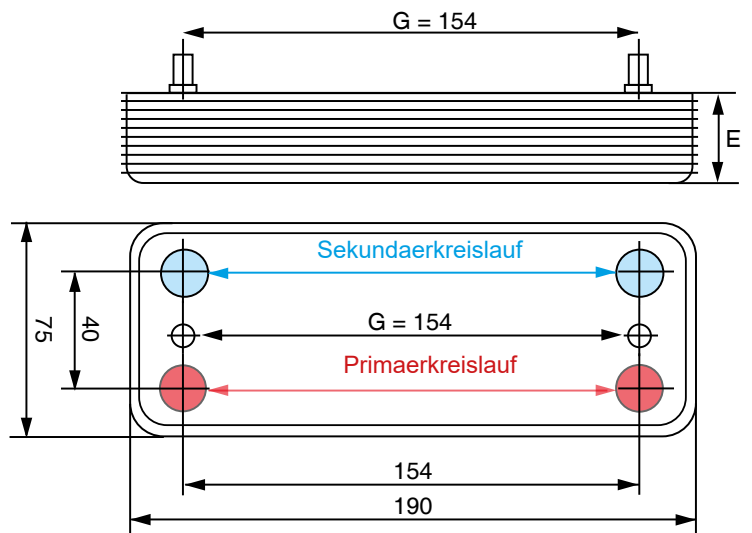 G = 154
E
Sekundaerkreislauf
75
40
G = 154
Primaerkreislauf
154
190